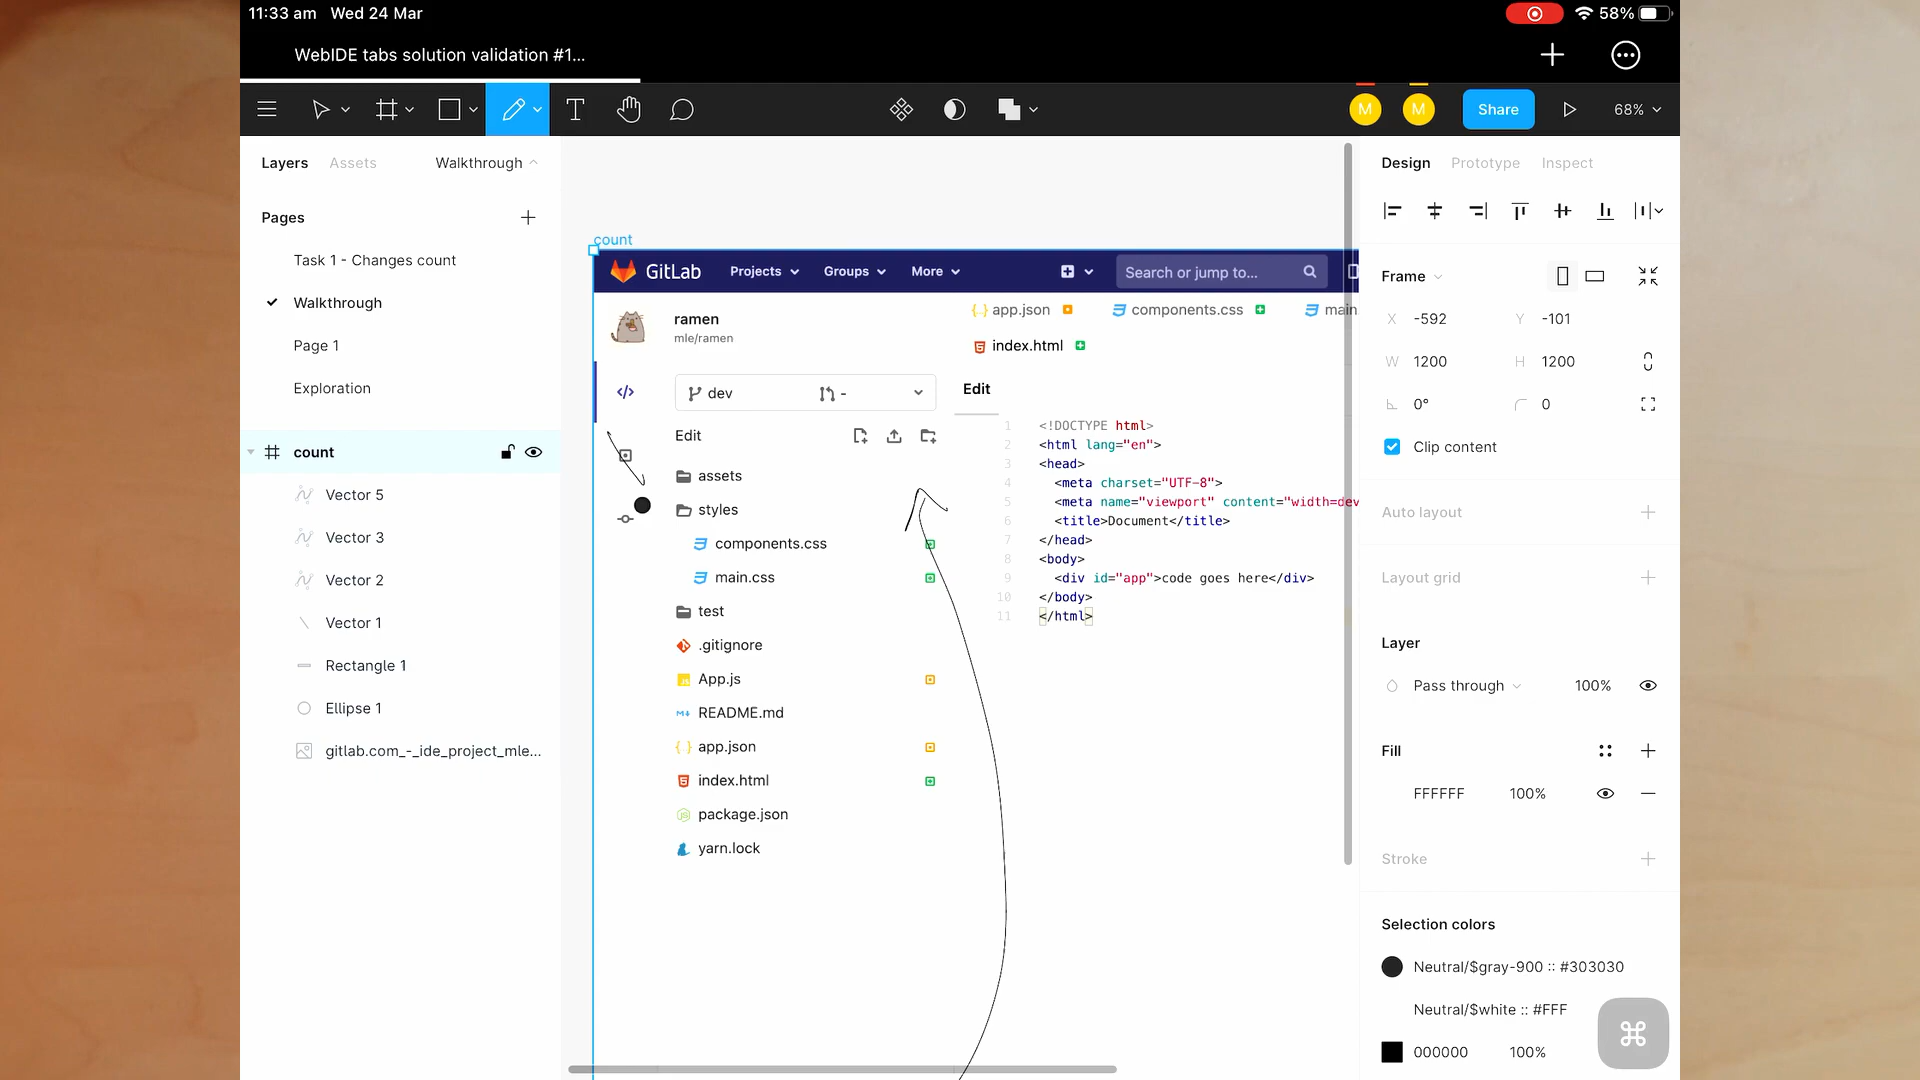 11:33 am Wed 24 Mar
58%
WebIDE tabs solution validation #1...
T
M
M
Share
68%
Layers Assets Walkthrough
Pages
Task 1 - Changes count
Walkthrough
Page 1
Exploration
count
Vector 5
Vector 3
Vector 2
Vector 1
Rectangle 1
Ellipse 1
gitlab.com_-_ide_project_mle...
count
GitLab Projects Groups More Search or jump to...
ramen
mle/ramen
app.json components.css main
index.html
dev -
Edit
Edit
assets
styles
components.css
main.css
test
.gitignore
App.js
README.md
app.json
index.html
package.json
yarn.lock
1 <!DOCTYPE html>
2 <html lang="en">
3 <head>
4 <meta charset="UTF-8">
5 <meta name="viewport" content="width=dev
6 <title>Document</title>
7 </head>
8 <body>
9 <div id="app">code goes here</div>
10 </body>
11 </html>
Design Prototype Inspect
Frame
X -592 Y -101
W 1200 H 1200
0° 0
Clip content
Auto layout
Layout grid
Layer
Pass through 100%
Fill
FFFFFF 100%
Stroke
Selection colors
Neutral/$gray-900 :: #303030
Neutral/$white :: #FFF
000000 100%